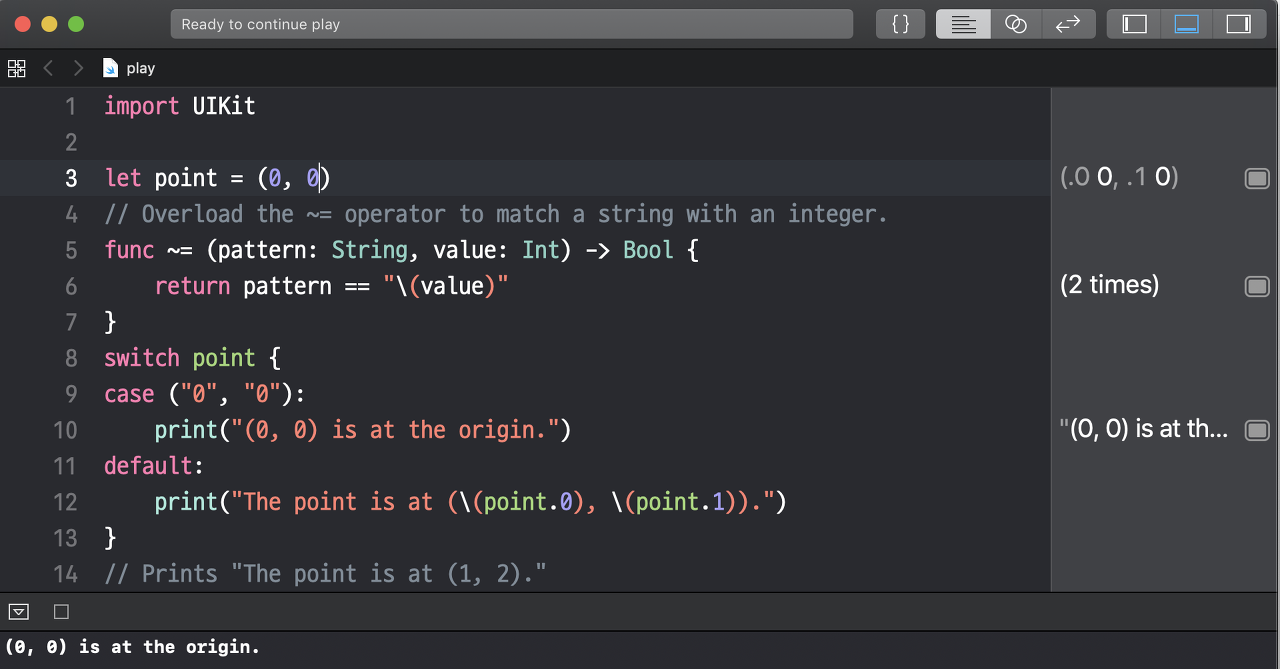 Ready to continue play
{ }
play
1 import UIKit
2
3 let point = (0, 0)
(.0 0, .1 0)
4 // Overload the ~= operator to match a string with an integer.
5 func ~= (pattern: String, value: Int) -> Bool {
6 return pattern == "\(value)"
(2 times)
7 }
8 switch point {
9 case ("0", "0"):
10 print("(0, 0) is at the origin.")
"(0, 0) is at th...
11 default:
12 print("The point is at (\(point.0), \(point.1)).")
13 }
14 // Prints "The point is at (1, 2)."
(0, 0) is at the origin.